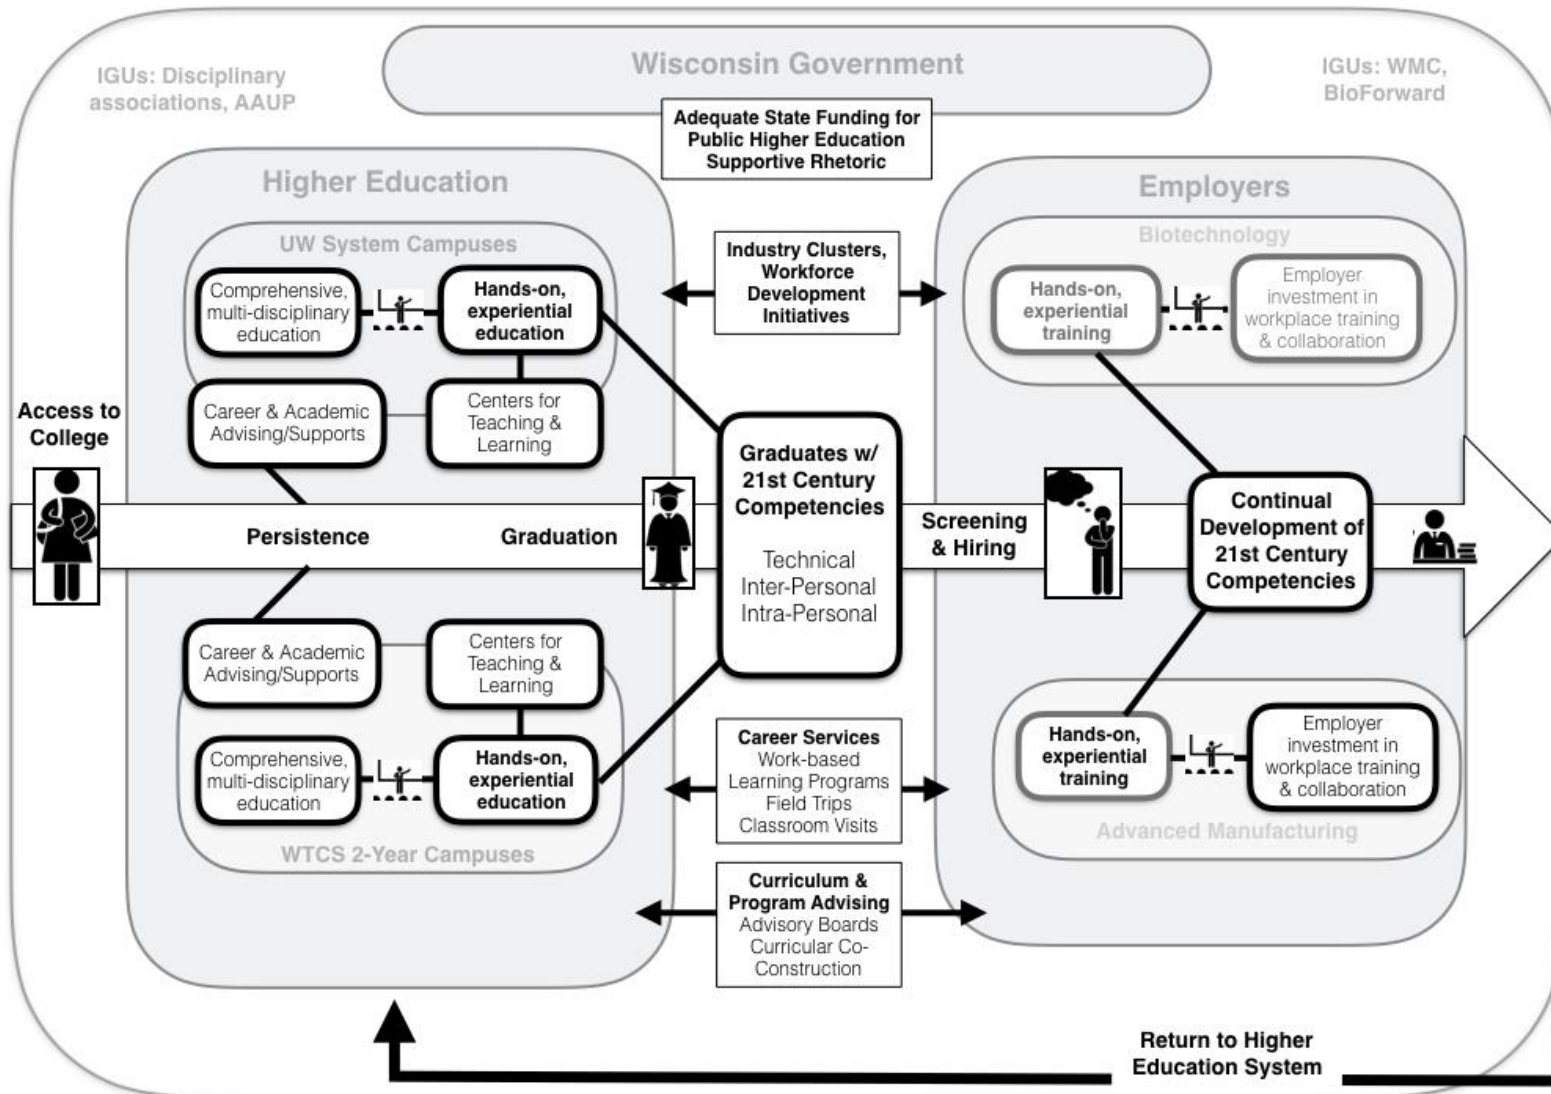 IGUs: Disciplinary
associations, AAUP
Wisconsin Government
IGUs: WMC,
BioForward
Adequate State Funding for
Public Higher Education
Supportive Rhetoric
Higher Education
Employers
UW System Campuses
Comprehensive,
multi-disciplinary
education
Hands-on,
experiential
education
Career & Academic
Advising/Supports
Centers for
Teaching &
Learning
Industry Clusters,
Workforce
Development
Initiatives
Biotechnology
Hands-on,
experiential
training
Employer
investment in
workplace training
& collaboration
Access to
College
Persistence
Graduation
Graduates w/
21st Century
Competencies
Technical
Inter-Personal
Intra-Personal
Screening
& Hiring
Continual
Development of
21st Century
Competencies
Career & Academic
Advising/Supports
Centers for
Teaching &
Learning
Comprehensive,
multi-disciplinary
education
Hands-on,
experiential
education
WTCS 2-Year Campuses
Career Services
Work-based
Learning Programs
Field Trips
Classroom Visits
Hands-on,
experiential
training
Employer
investment in
workplace training
& collaboration
Advanced Manufacturing
Curriculum &
Program Advising
Advisory Boards
Curricular Co-
Construction
Return to Higher
Education System